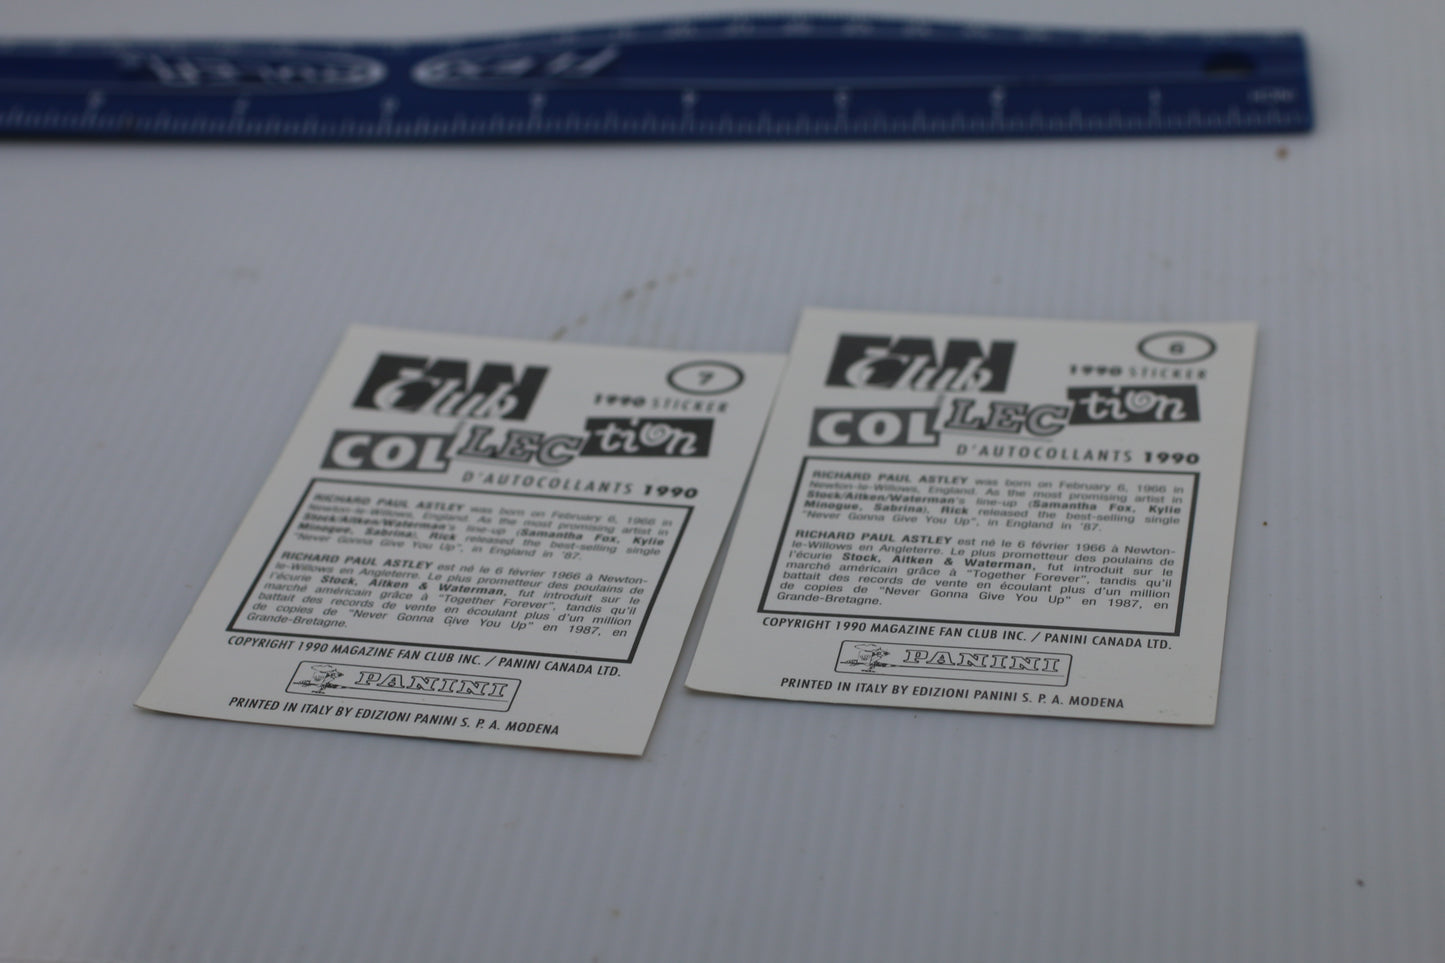 8 7 6 5 4 3 2 1
FAN Club
7
1990 STICKER
COLLECtion
D'AUTOCOLLANTS 1990
RICHARD PAUL ASTLEY was born on February 6, 1966 in
Newton-le-Willows, England. As the most promising artist in
Stock/Aitken/Waterman's line-up (Samantha Fox, Kylie
Minogue, Sabrina), Rick released the best-selling single
"Never Gonna Give You Up", in England in '87.
RICHARD PAUL ASTLEY est né le 6 février 1966 à Newton-
le-Willows en Angleterre. Le plus prometteur des poulains de
l'écurie Stock, Aitken & Waterman, fut introduit sur le
marché américain grâce à "Together Forever", tandis qu'il
battait des records de vente en écoulant plus d'un million
de copies de "Never Gonna Give You Up" en 1987, en
Grande-Bretagne.
COPYRIGHT 1990 MAGAZINE FAN CLUB INC. / PANINI CANADA LTD.
PANINI
PRINTED IN ITALY BY EDIZIONI PANINI S. P. A. MODENA
FAN Club
6
1990 STICKER
COLLECtion
D'AUTOCOLLANTS 1990
RICHARD PAUL ASTLEY was born on February 6, 1966 in
Newton-le-Willows, England. As the most promising artist in
Stock/Aitken/Waterman's line-up (Samantha Fox, Kylie
Minogue, Sabrina), Rick released the best-selling single
"Never Gonna Give You Up", in England in '87.
RICHARD PAUL ASTLEY est né le 6 février 1966 à Newton-
le-Willows en Angleterre. Le plus prometteur des poulains de
l'écurie Stock, Aitken & Waterman, fut introduit sur le
marché américain grâce à "Together Forever", tandis qu'il
battait des records de vente en écoulant plus d'un million
de copies de "Never Gonna Give You Up" en 1987, en
Grande-Bretagne.
COPYRIGHT 1990 MAGAZINE FAN CLUB INC. / PANINI CANADA LTD.
PANINI
PRINTED IN ITALY BY EDIZIONI PANINI S. P. A. MODENA